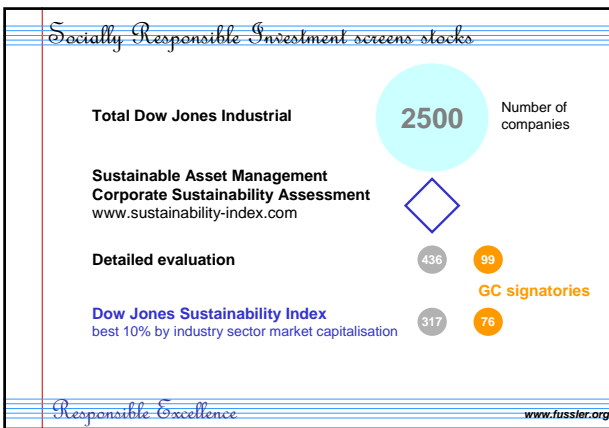 Socially Responsible Investment screens stocks
Total Dow Jones Industrial
2500
Number of
companies
Sustainable Asset Management
Corporate Sustainability Assessment
www.sustainability-index.com
Detailed evaluation
436
99
GC signatories
Dow Jones Sustainability Index
best 10% by industry sector market capitalisation
317
76
Responsible Excellence
www.fussler.org